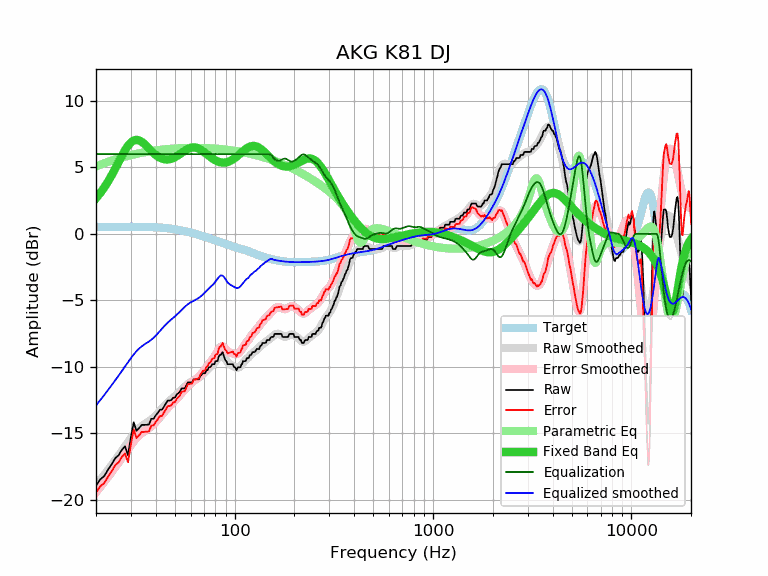 AKG K81 DJ
Amplitude (dBr)
10
5
0
−5
−10
−15
−20
Target
Raw Smoothed
Error Smoothed
Raw
Error
Parametric Eq
Fixed Band Eq
Equalization
Equalized smoothed
100
1000
10000
Frequency (Hz)